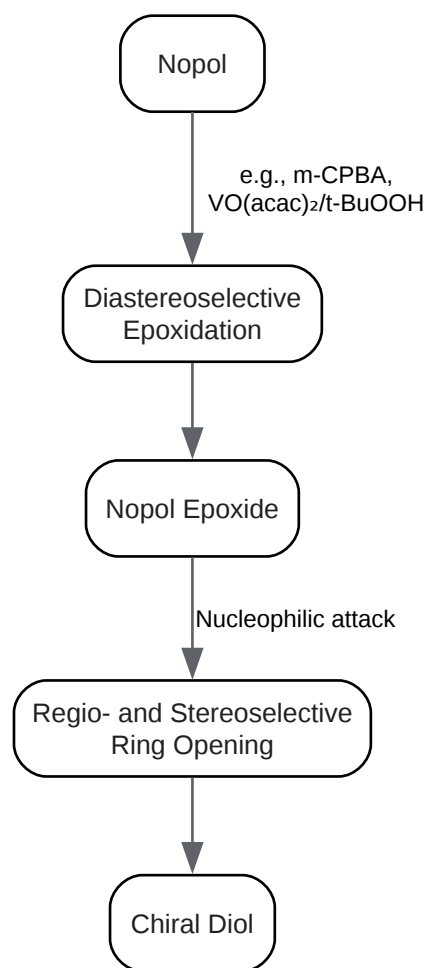 Nopol
e.g., m-CPBA,
VO(acac)₂/t-BuOOH
Diastereoselective
Epoxidation
Nopol Epoxide
Nucleophilic attack
Regio- and Stereoselective
Ring Opening
Chiral Diol